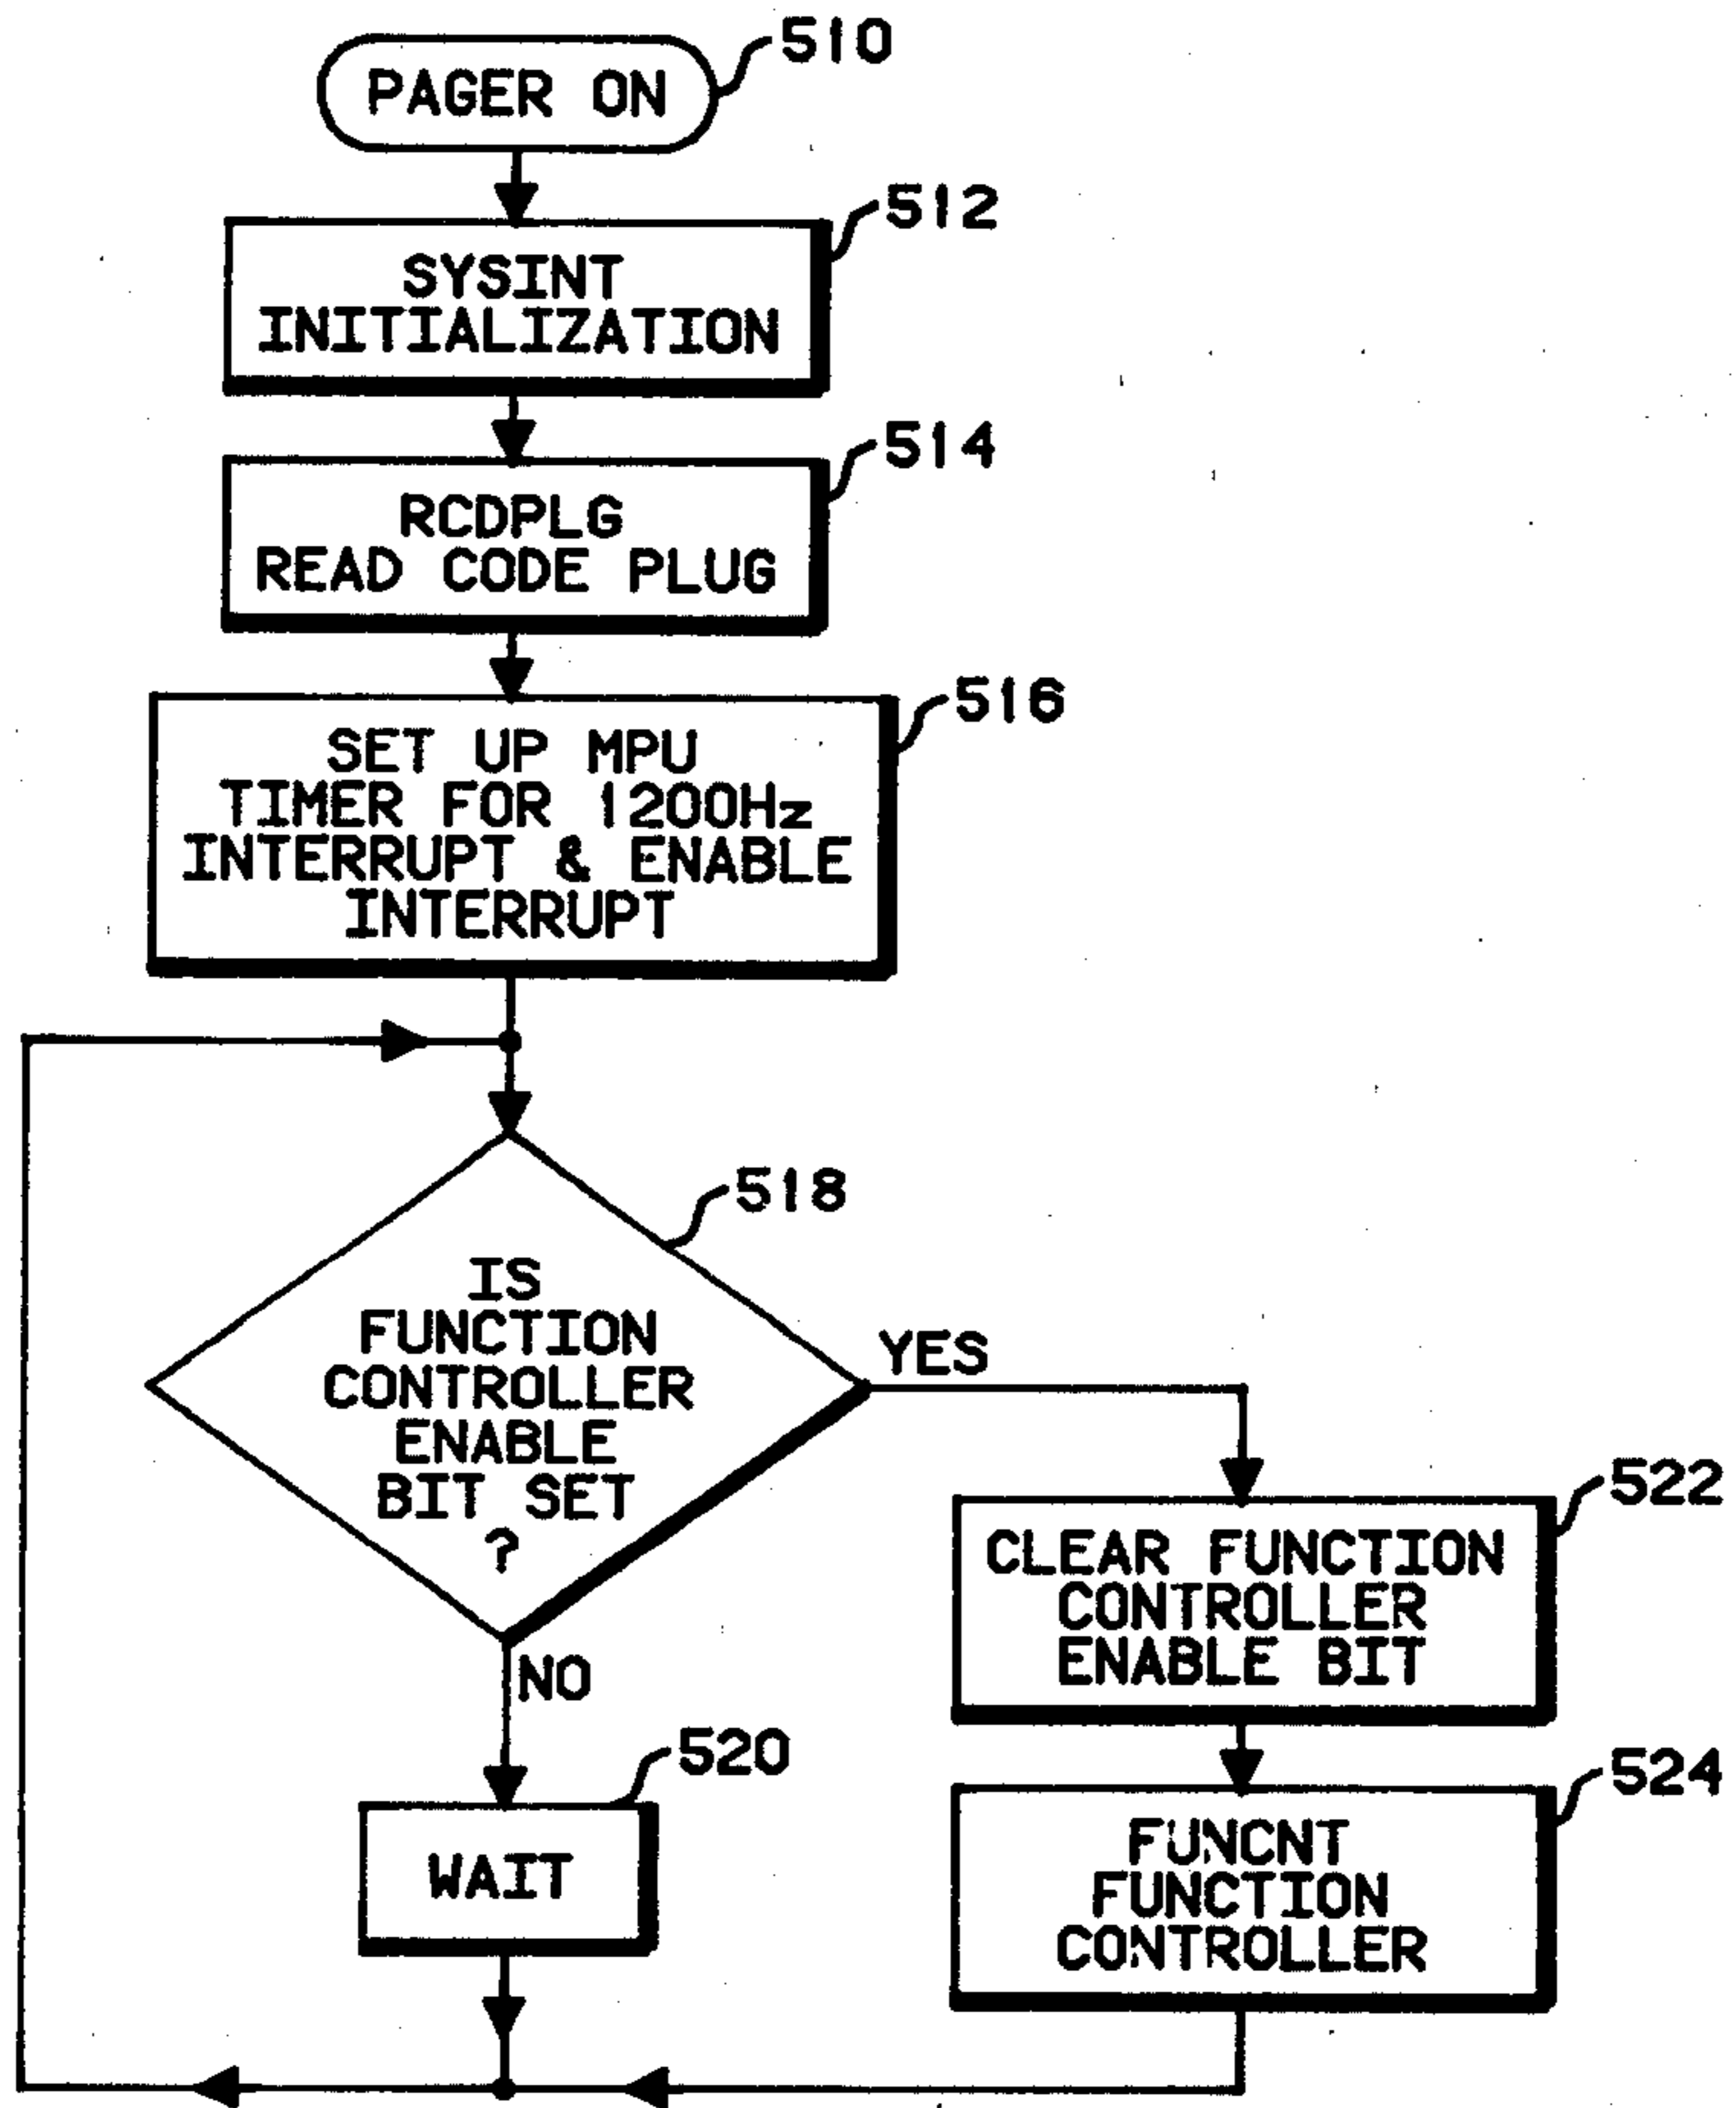 PAGER ON
510
512
SYSINT
INITIALIZATION
514
RCDPLG
READ CODE PLUG
516
SET UP MPU
TIMER FOR 1200Hz
INTERRUPT & ENABLE
INTERRUPT
518
IS
FUNCTION
CONTROLLER
ENABLE
BIT SET
?
YES
NO
522
CLEAR FUNCTION
CONTROLLER
ENABLE BIT
520
WAIT
524
FUNCNT
FUNCTION
CONTROLLER